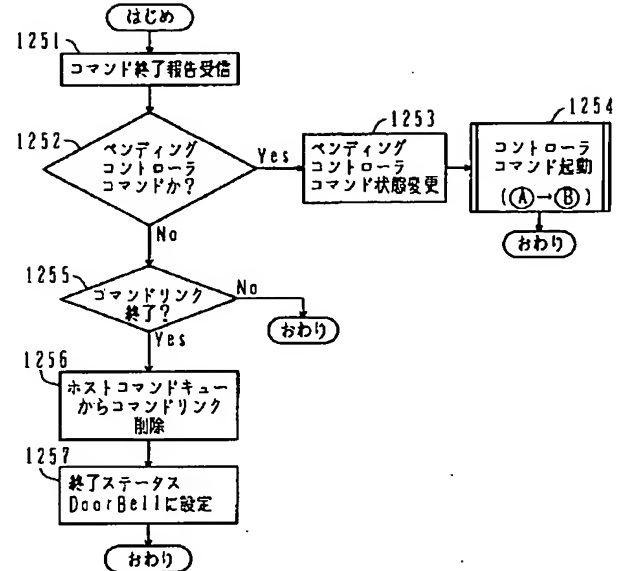 はじめ
1251
コマンド終了報告受信
1252
ペンディング
コントローラ
コマンドか?
Yes
No
1253
ペンディング
コントローラ
コマンド状態変更
1254
コントローラ
コマンド起動
(Ⓐ→Ⓑ)
おわり
1255
コマンドリンク
終了?
No
おわり
Yes
1256
ホストコマンドキュー
からコマンドリンク
削除
1257
終了ステータス
DoorBellに設定
おわり